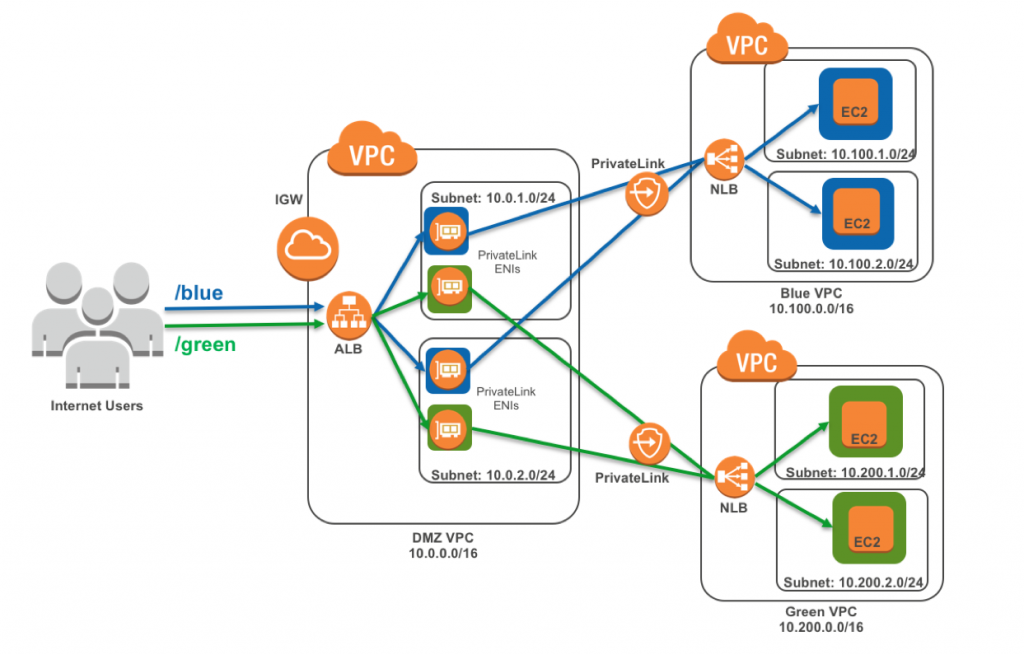 VPC
EC2
Subnet: 10.100.1.0/24
PrivateLink
NLB
EC2
Subnet: 10.100.2.0/24
Blue VPC
10.100.0.0/16
VPC
IGW
Subnet: 10.0.1.0/24
PrivateLink
ENIs
/blue
/green
ALB
Internet Users
PrivateLink
ENIs
Subnet: 10.0.2.0/24
DMZ VPC
10.0.0.0/16
VPC
EC2
Subnet: 10.200.1.0/24
PrivateLink
NLB
EC2
Subnet: 10.200.2.0/24
Green VPC
10.200.0.0/16